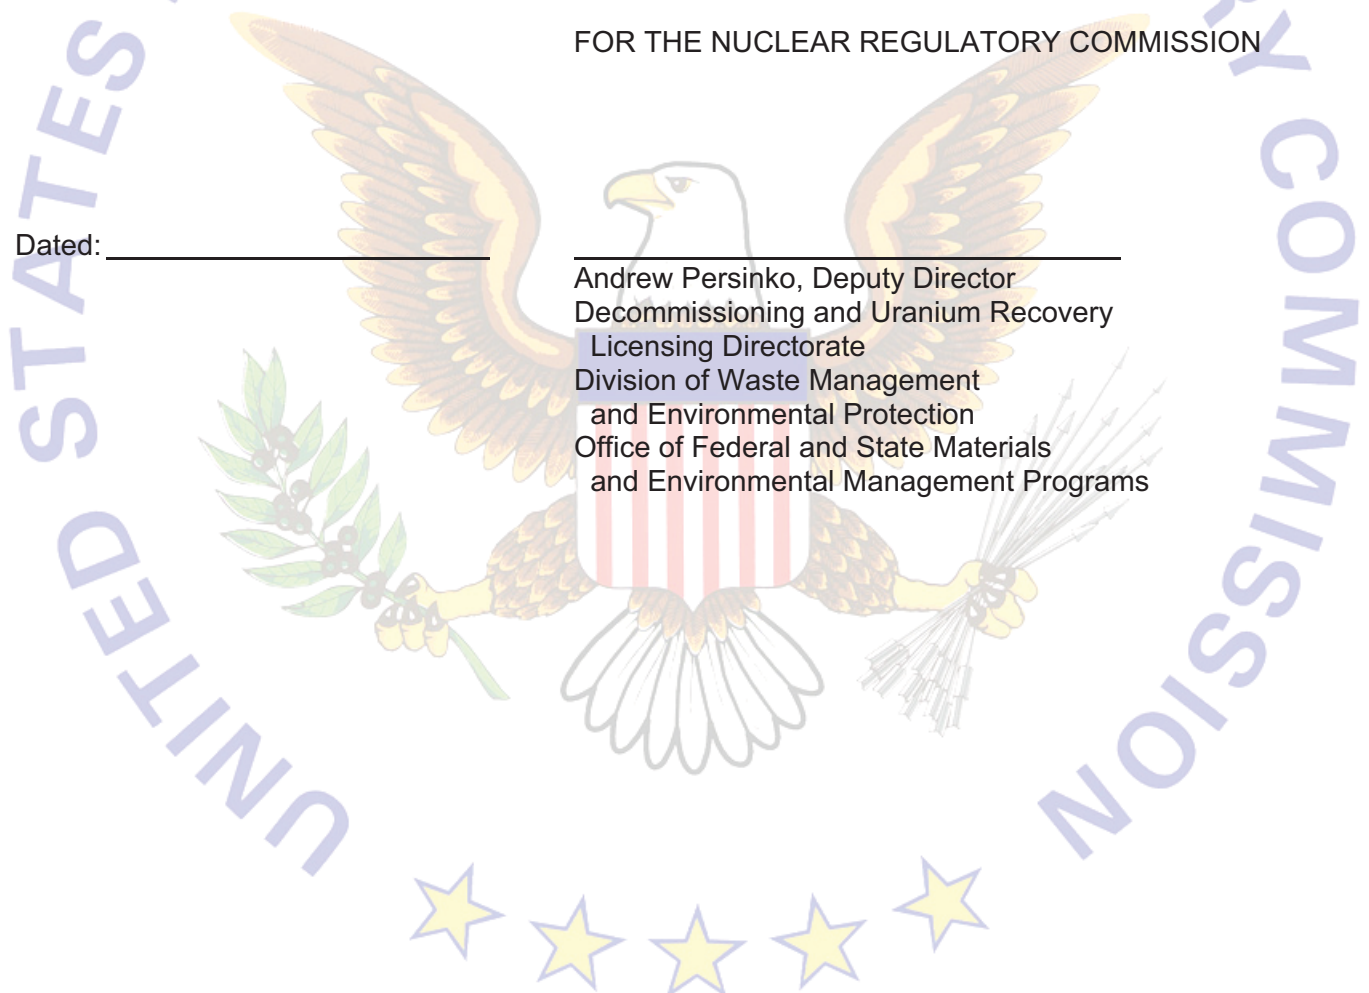 FOR THE NUCLEAR REGULATORY COMMISSION
Dated:
Andrew Persinko, Deputy Director
Decommissioning and Uranium Recovery
Licensing Directorate
Division of Waste Management
and Environmental Protection
Office of Federal and State Materials
and Environmental Management Programs
UNITED STATES
Y COMMISSION